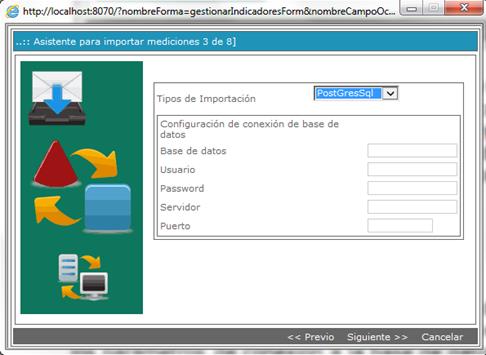 http://localhost:8070/?nombreForma=gestionarIndicadoresForm&nombreCampoOc...
..:: Asistente para importar mediciones 3 de 8]
Tipos de Importación PostGresSql
Configuración de conexión de base de
datos
Base de datos
Usuario
Password
Servidor
Puerto
<< Previo Siguiente >> Cancelar